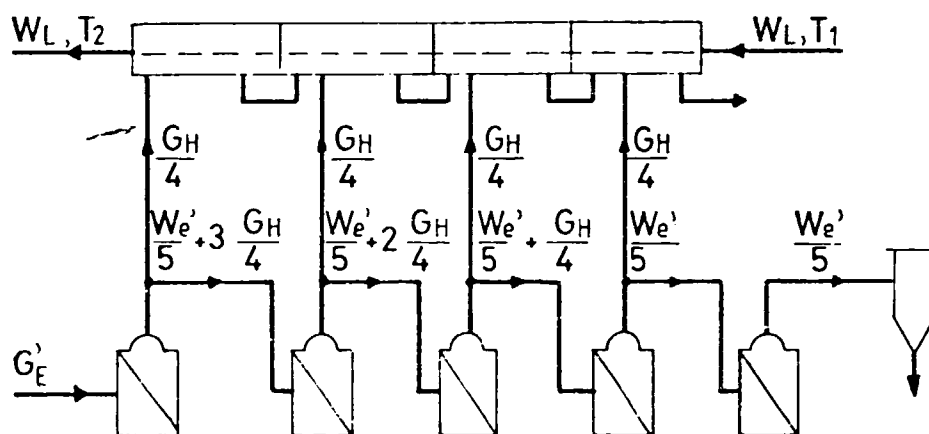 W_L, T_2
W_L, T_1
G_H/4 G_H/4 G_H/4 G_H/4
W_e'/5 + 3 G_H/4 W_e'/5 + 2 G_H/4 W_e'/5 + G_H/4 W_e'/5 W_e'/5
G'_E